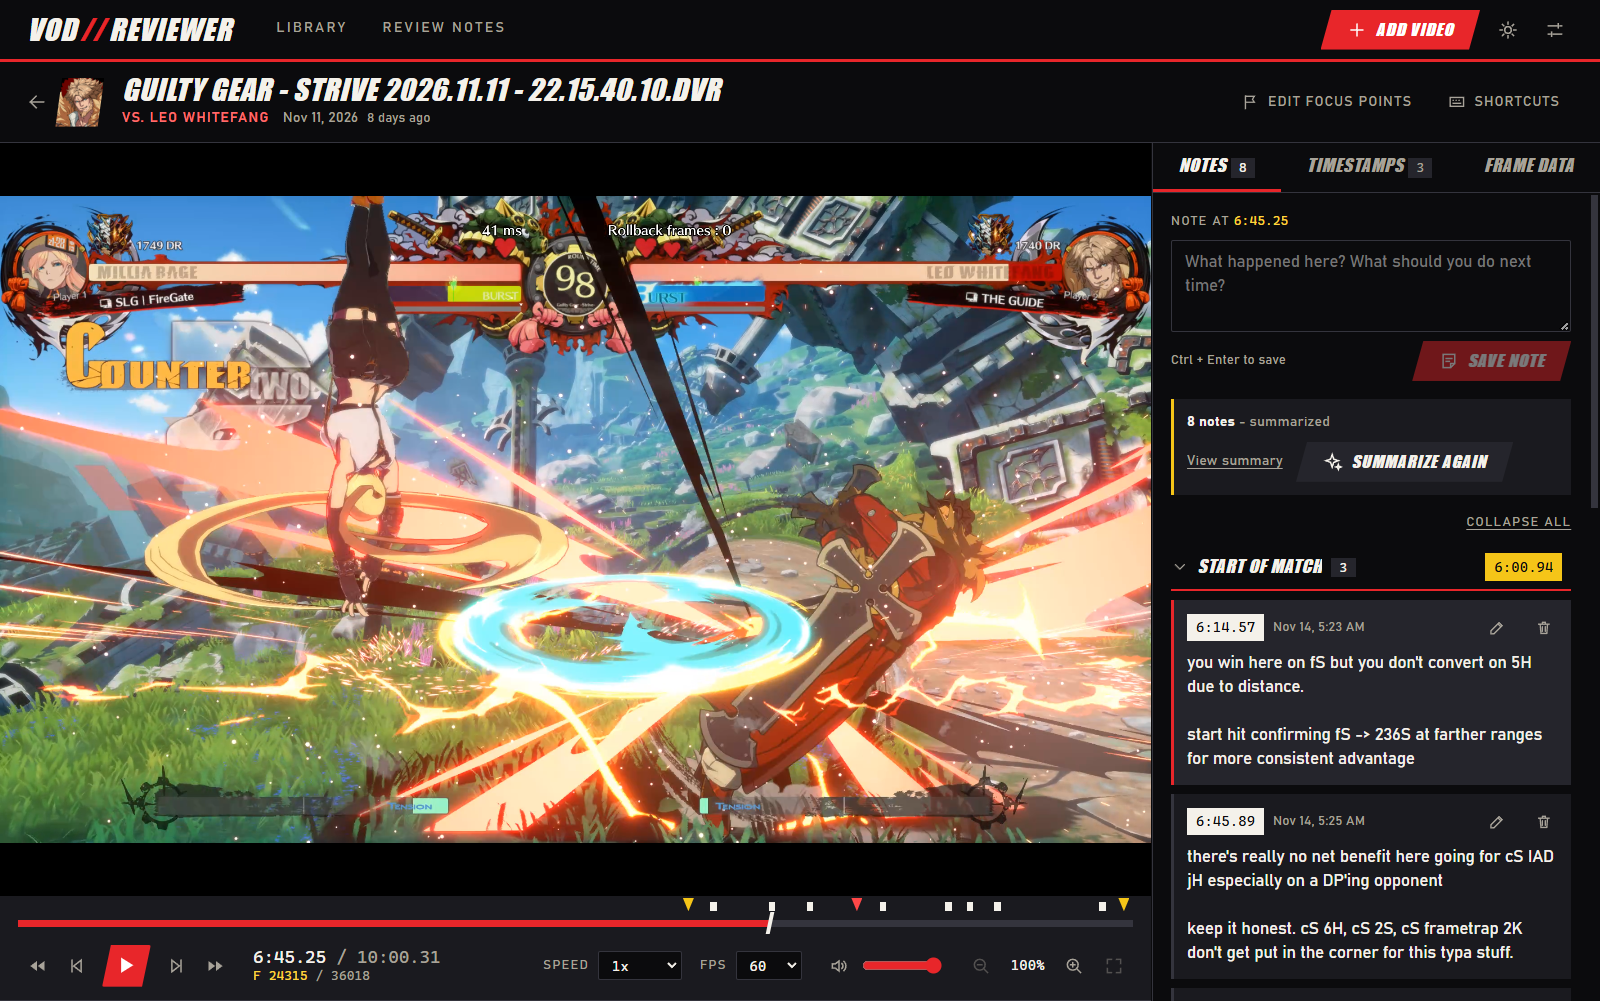 VOD//REVIEWER
LIBRARY
REVIEW NOTES
ADD VIDEO
GUILTY GEAR - STRIVE 2026.11.11 - 22.15.40.10.DVR
VS. LEO WHITEFANG Nov 11, 2026 8 days ago
EDIT FOCUS POINTS
SHORTCUTS
1749 DR
41 ms
Rollback frames : 0
1740 DR
MILLIA RAGE
98
LEO WHITEFANG
Player 1
SLG | FireGate
BURST
BURST
THE GUIDE
Player 2
COUNTER
TENSION
TENSION
NOTES 8
TIMESTAMPS 3
FRAME DATA
NOTE AT 6:45.25
What happened here? What should you do next
time?
Ctrl + Enter to save
SAVE NOTE
8 notes - summarized
View summary
SUMMARIZE AGAIN
COLLAPSE ALL
START OF MATCH 3
6:00.94
6:14.57 Nov 14, 5:23 AM
you win here on fS but you don't convert on 5H
due to distance.
start hit confirming fS -> 236S at farther ranges
for more consistent advantage
6:45.89 Nov 14, 5:25 AM
there's really no net benefit here going for cS IAD
jH especially on a DP'ing opponent
keep it honest. cS 6H, cS 2S, cS frametrap 2K
don't get put in the corner for this typa stuff.
6:45.25 / 10:00.31
F 24315 / 36018
SPEED 1x
FPS 60
100%